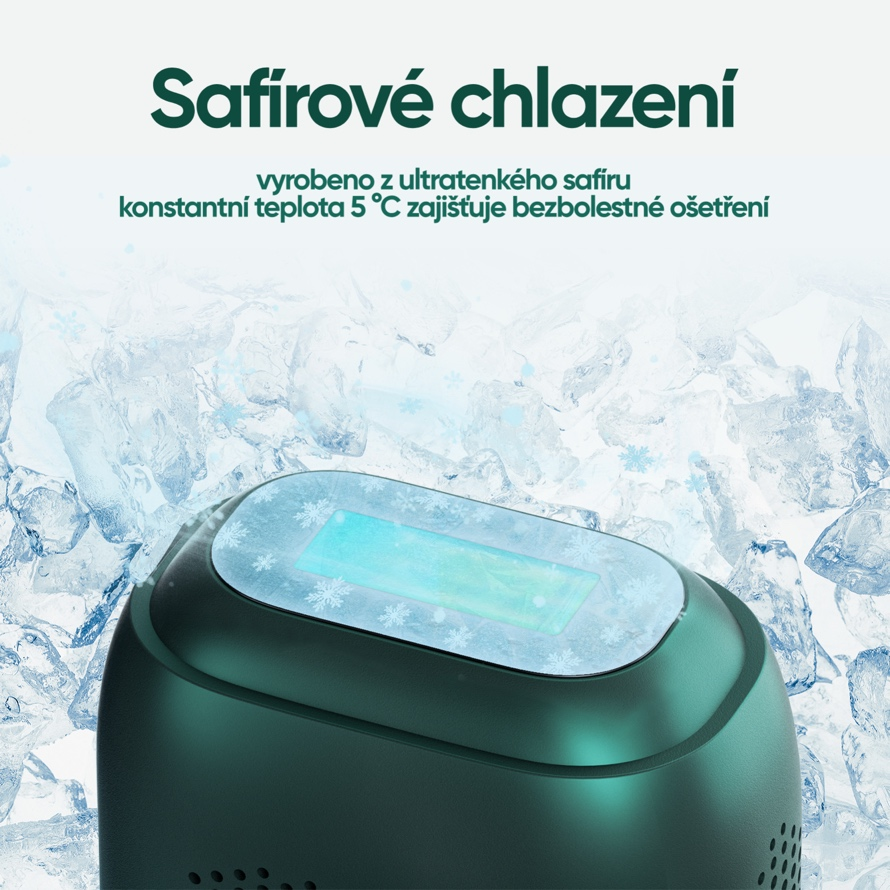 Safírové chlazení
vyrobeno z ultratenkého safíru
konstantní teplota 5 °C zajišťuje bezbolestné ošetření